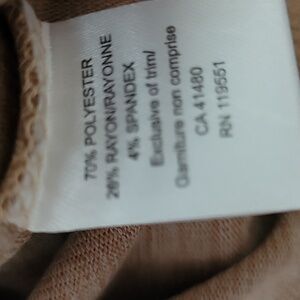 70% POLYESTER
26% RAYON/RAYONNE
4% SPANDEX
Exclusive of trim/
Garniture non comprise
CA 41480
RN 119551